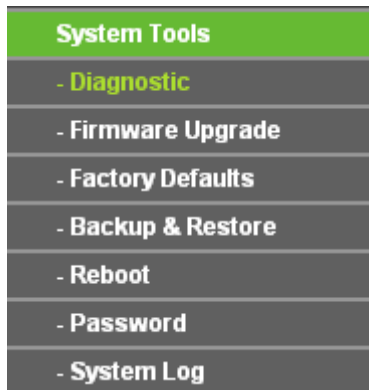 System Tools
- Diagnostic
- Firmware Upgrade
- Factory Defaults
- Backup & Restore
- Reboot
- Password
- System Log